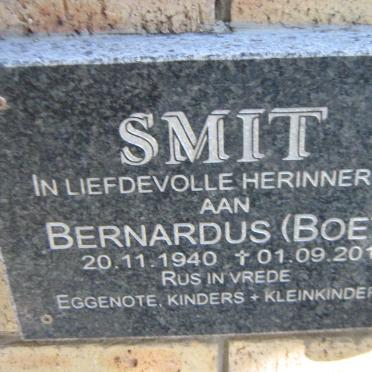 SMIT
IN LIEFDEVOLLE HERINNER
AAN
BERNARDUS (BOE
20.11.1940 ✝ 01.09.201
RUS IN VREDE
EGGENOTE, KINDERS + KLEINKINDER